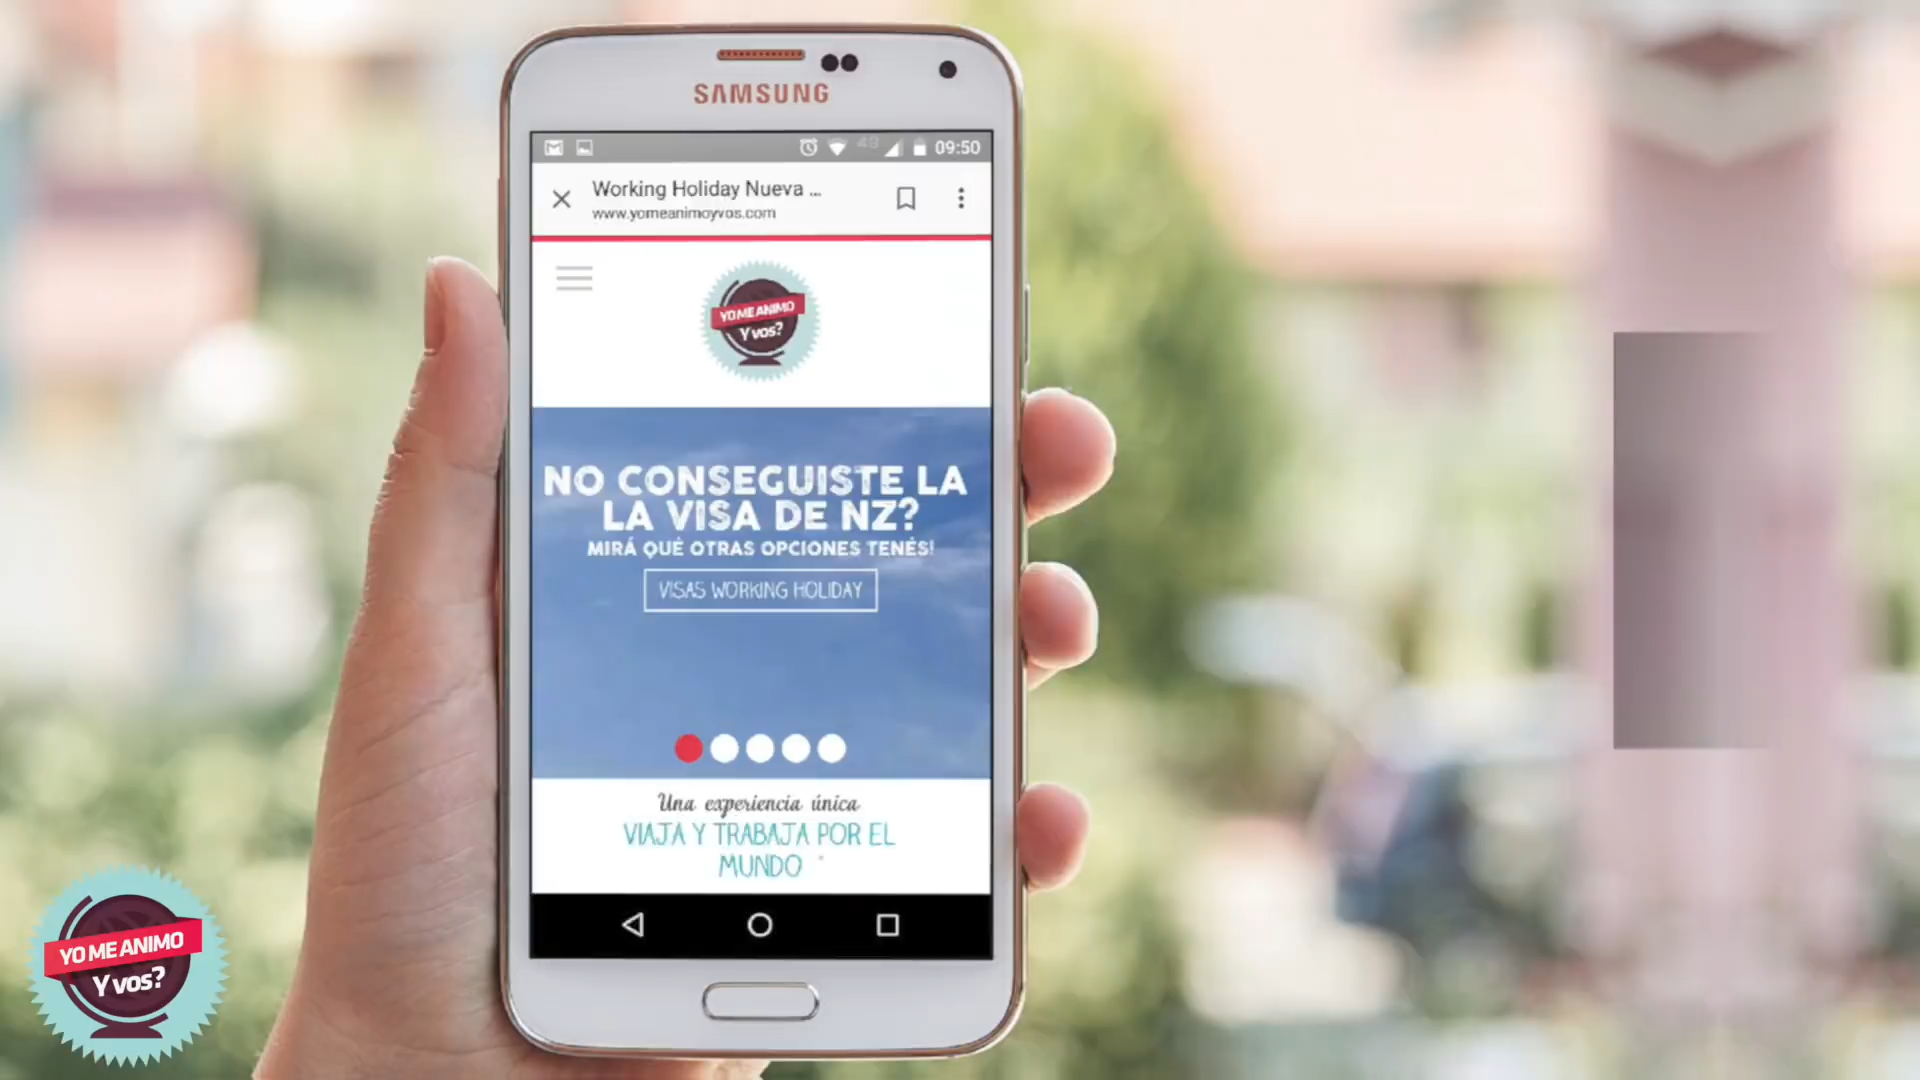 SAMSUNG
09:50
Working Holiday Nueva ...
www.yomeanimoyvos.com
YO ME ANIMO
Y vos?
NO CONSEGUISTE LA
LA VISA DE NZ?
MIRÁ QUÉ OTRAS OPCIONES TENÉS!
VISAS WORKING HOLIDAY
Una experiencia única
VIAJA Y TRABAJA POR EL
MUNDO
YO ME ANIMO
Y vos?